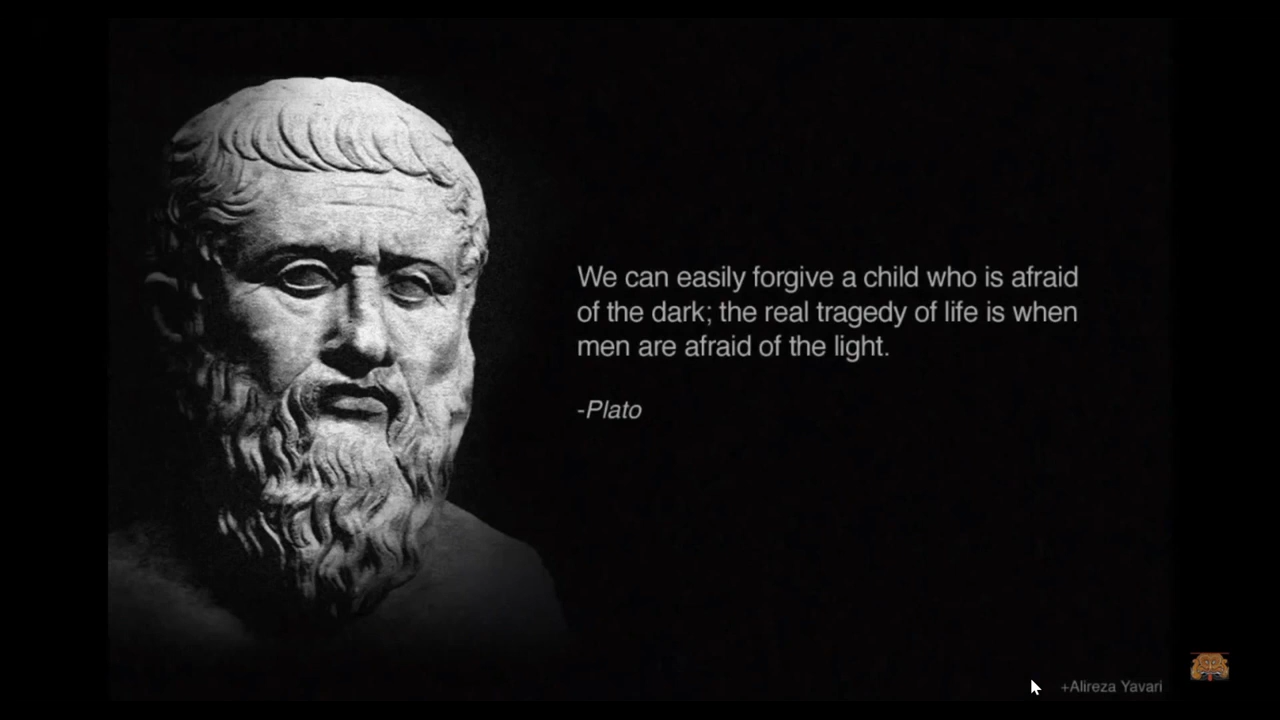 We can easily forgive a child who is afraid
of the dark; the real tragedy of life is when
men are afraid of the light.
-Plato
+Alireza Yavari